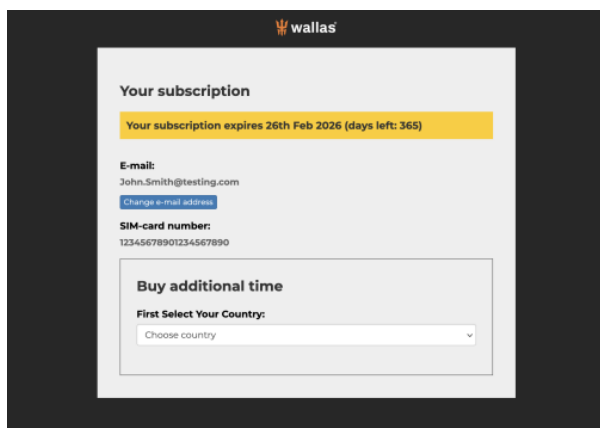 wallas
Your subscription
Your subscription expires 26th Feb 2026 (days left: 365)
E-mail:
John.Smith@testing.com
Change e-mail address
SIM-card number:
12345678901234567890
Buy additional time
First Select Your Country:
Choose country